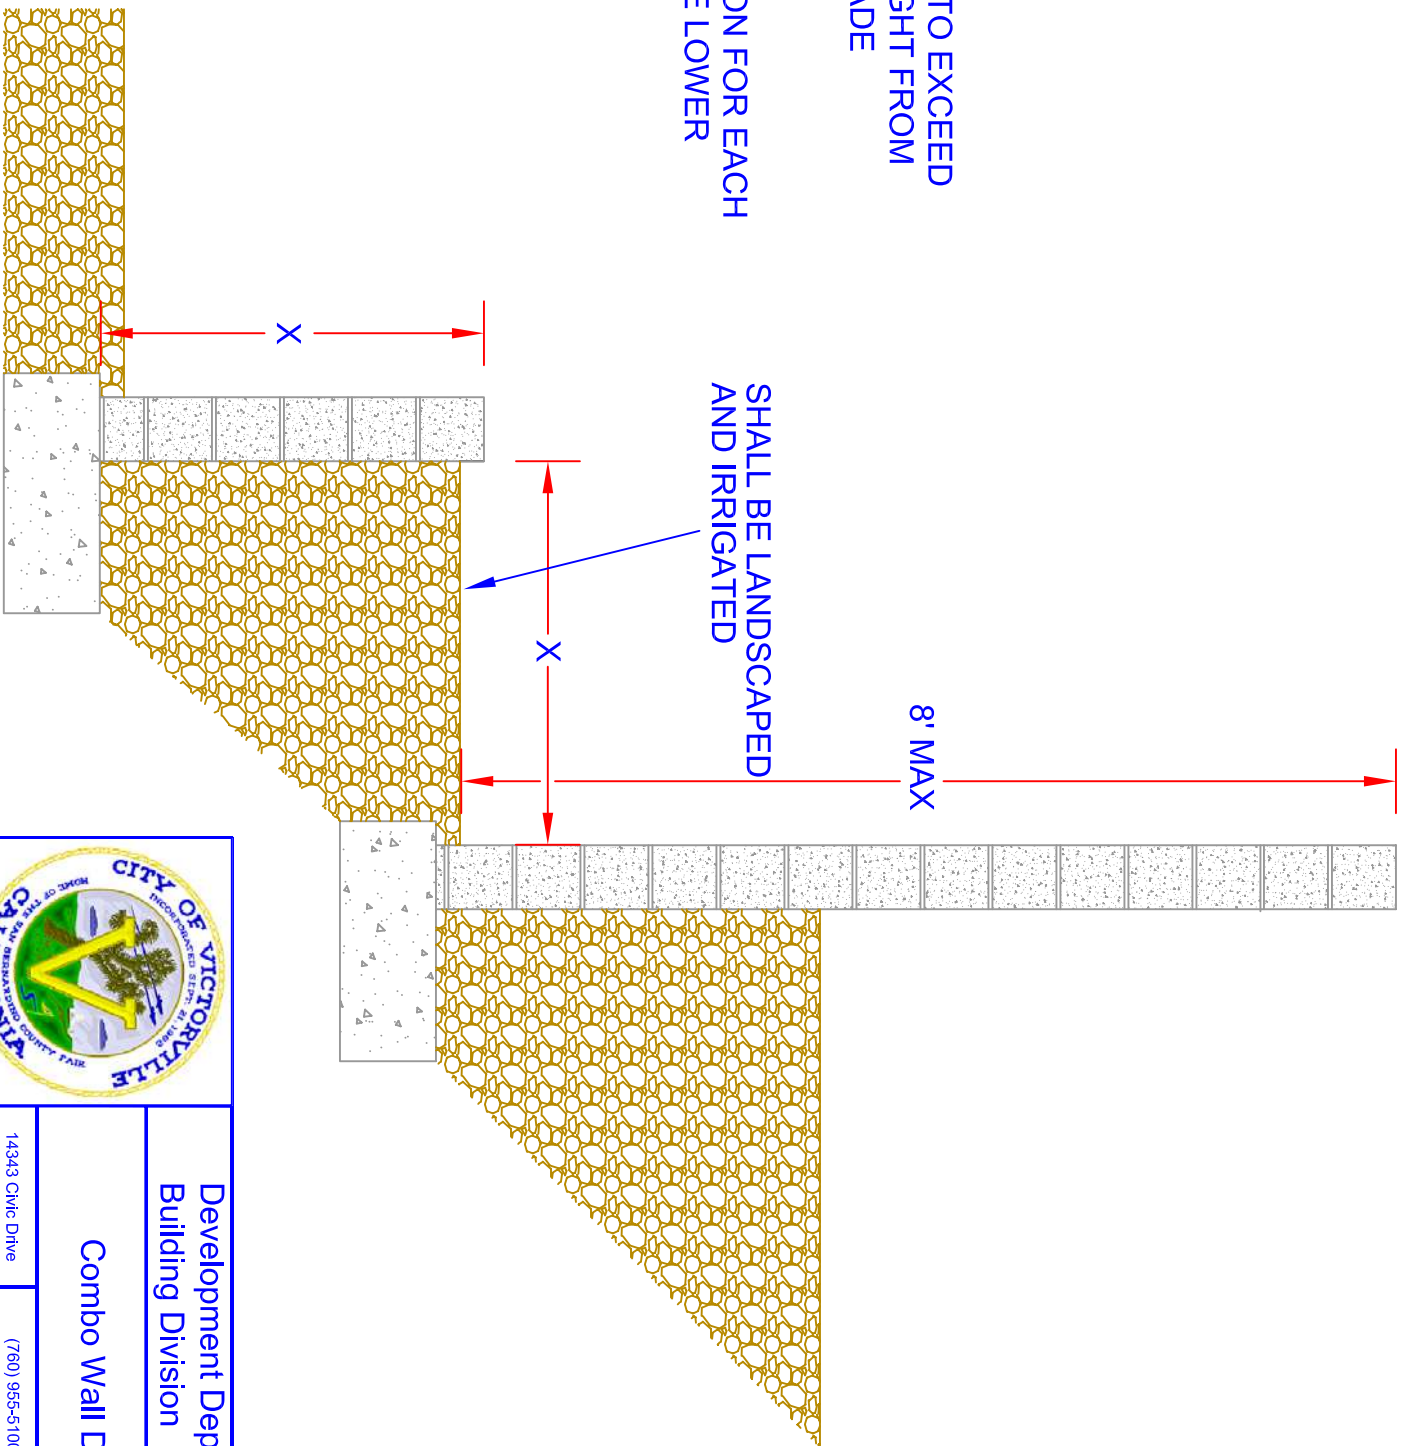 TO EXCEED
GHT FROM
ADE
ON FOR EACH
E LOWER
SHALL BE LANDSCAPED
AND IRRIGATED
8' MAX
X
X
CITY OF VICTORVILLE
INCORPORATED SEPT. 21, 1962
HOME OF THE SAN BERNARDINO COUNTY FAIR
Development Dep
Building Division
Combo Wall D
14343 Civic Drive
(760) 955-5100